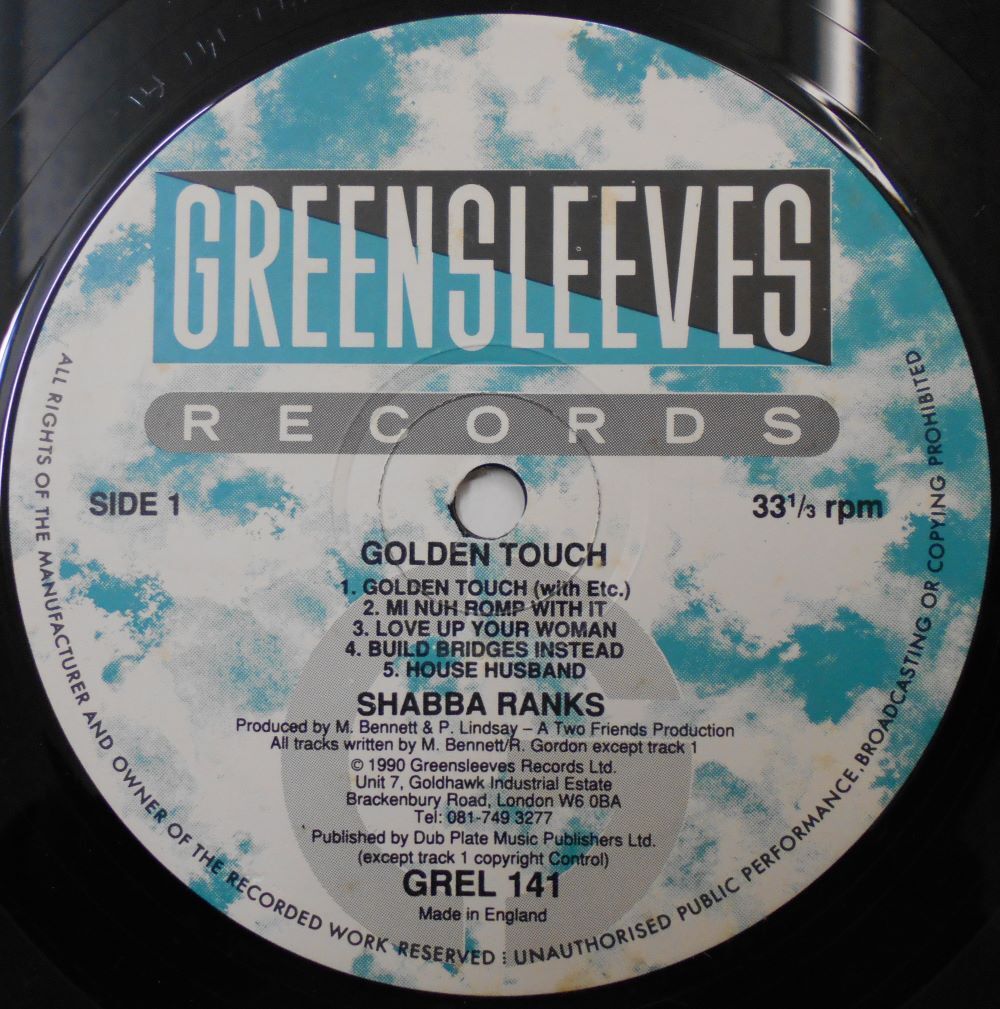 GREENSLEEVES
RECORDS
SIDE 1
33 1/3 rpm
GOLDEN TOUCH
1. GOLDEN TOUCH (with Etc.)
2. MI NUH ROMP WITH IT
3. LOVE UP YOUR WOMAN
4. BUILD BRIDGES INSTEAD
5. HOUSE HUSBAND
SHABBA RANKS
Produced by M. Bennett & P. Lindsay – A Two Friends Production
All tracks written by M. Bennett/R. Gordon except track 1
© 1990 Greensleeves Records Ltd.
Unit 7, Goldhawk Industrial Estate
Brackenbury Road, London W6 0BA
Tel: 081-749 3277
Published by Dub Plate Music Publishers Ltd.
(except track 1 copyright Control)
GREL 141
Made in England
ALL RIGHTS OF THE MANUFACTURER AND OWNER OF THE RECORDED WORK RESERVED : UNAUTHORISED PUBLIC PERFORMANCE, BROADCASTING OR COPYING PROHIBITED